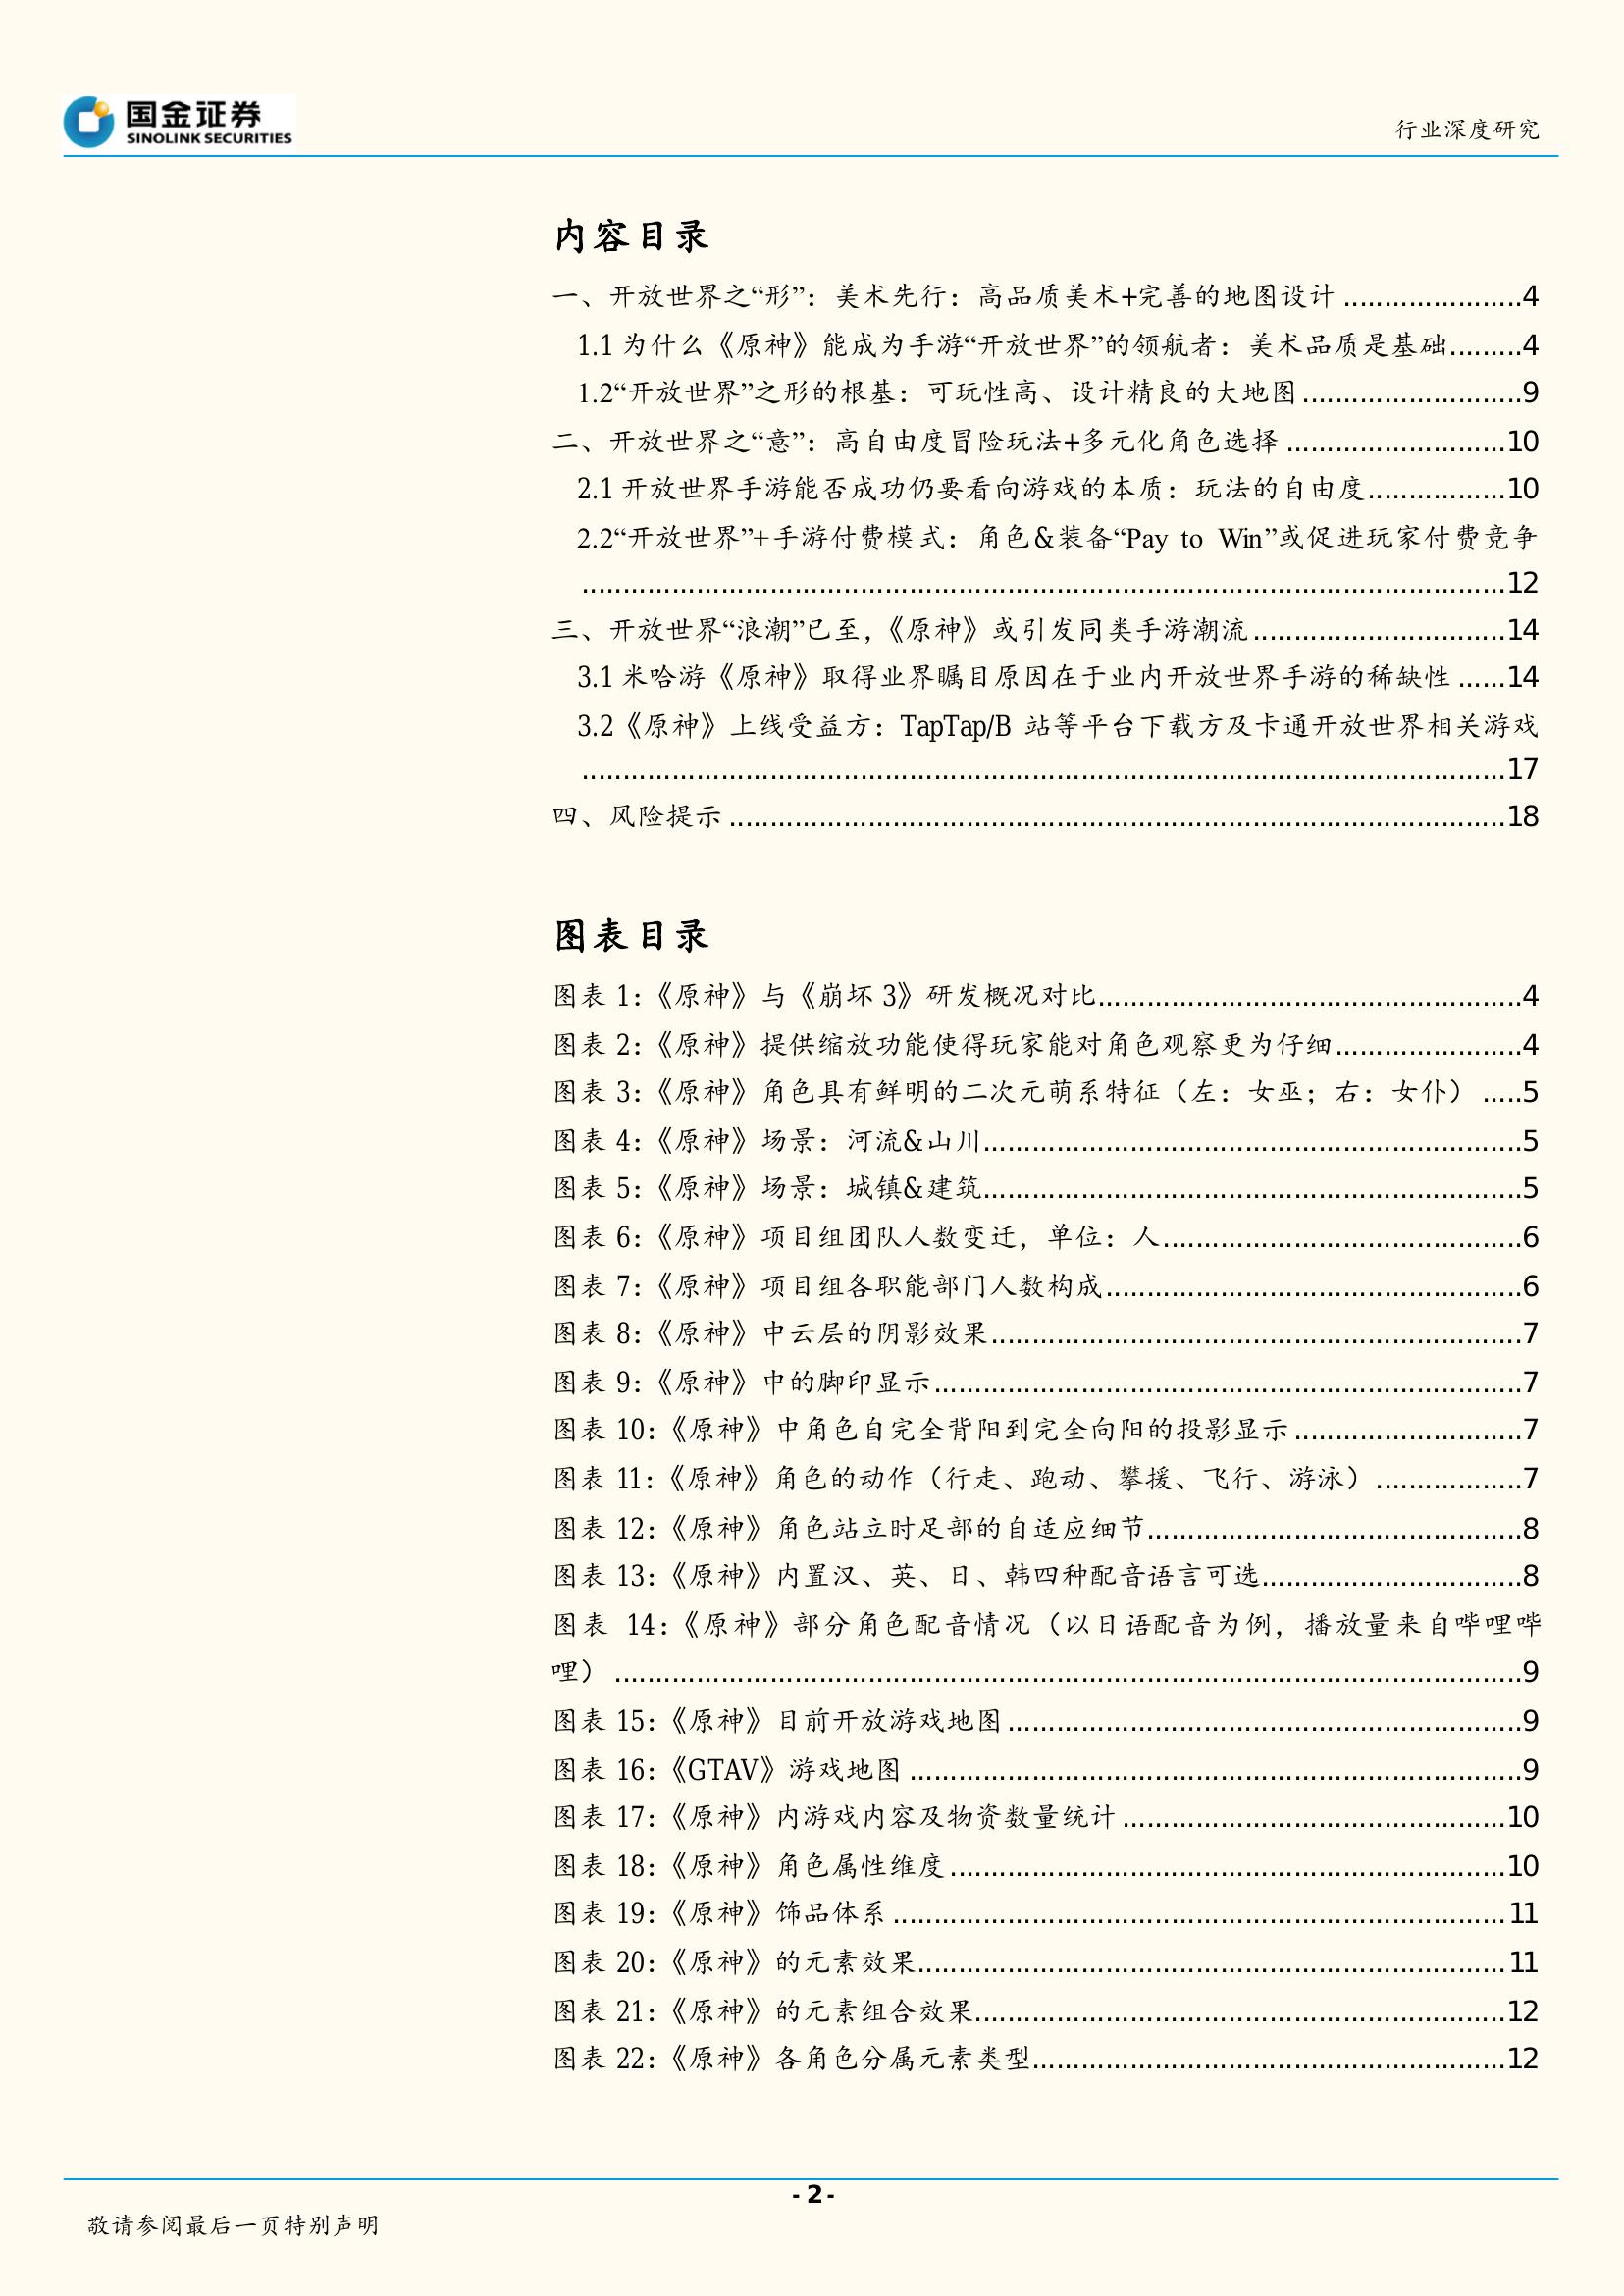 国金证券
SINOLINK SECURITIES
行业深度研究
内容目录
一、开放世界之“形”：美术先行：高品质美术+完善的地图设计 ......................4
1.1 为什么《原神》能成为手游“开放世界”的领航者：美术品质是基础.........4
1.2“开放世界”之形的根基：可玩性高、设计精良的大地图 ...........................9
二、开放世界之“意”：高自由度冒险玩法+多元化角色选择 ...........................10
2.1 开放世界手游能否成功仍要看向游戏的本质：玩法的自由度.................10
2.2“开放世界”+手游付费模式：角色&装备“Pay to Win”或促进玩家付费竞争
.................................................................................................................12
三、开放世界“浪潮”已至，《原神》或引发同类手游潮流...............................14
3.1 米哈游《原神》取得业界瞩目原因在于业内开放世界手游的稀缺性 ......14
3.2《原神》上线受益方：TapTap/B 站等平台下载方及卡通开放世界相关游戏
.................................................................................................................17
四、风险提示 ...............................................................................................18
图表目录
图表 1：《原神》与《崩坏 3》研发概况对比....................................................4
图表 2：《原神》提供缩放功能使得玩家能对角色观察更为仔细.......................4
图表 3：《原神》角色具有鲜明的二次元萌系特征（左：女巫；右：女仆） .....5
图表 4：《原神》场景：河流&山川..................................................................5
图表 5：《原神》场景：城镇&建筑..................................................................5
图表 6：《原神》项目组团队人数变迁，单位：人............................................6
图表 7：《原神》项目组各职能部门人数构成...................................................6
图表 8：《原神》中云层的阴影效果.................................................................7
图表 9：《原神》中的脚印显示........................................................................7
图表 10：《原神》中角色自完全背阳到完全向阳的投影显示............................7
图表 11：《原神》角色的动作（行走、跑动、攀援、飞行、游泳） ..................7
图表 12：《原神》角色站立时足部的自适应细节..............................................8
图表 13：《原神》内置汉、英、日、韩四种配音语言可选................................8
图表 14：《原神》部分角色配音情况（以日语配音为例，播放量来自哔哩哔
哩） ...............................................................................................................9
图表 15：《原神》目前开放游戏地图 ...............................................................9
图表 16：《GTAV》游戏地图 ...........................................................................9
图表 17：《原神》内游戏内容及物资数量统计 ...............................................10
图表 18：《原神》角色属性维度 ....................................................................10
图表 19：《原神》饰品体系 ...........................................................................11
图表 20：《原神》的元素效果........................................................................11
图表 21：《原神》的元素组合效果.................................................................12
图表 22：《原神》各角色分属元素类型..........................................................12
- 2 -
敬请参阅最后一页特别声明